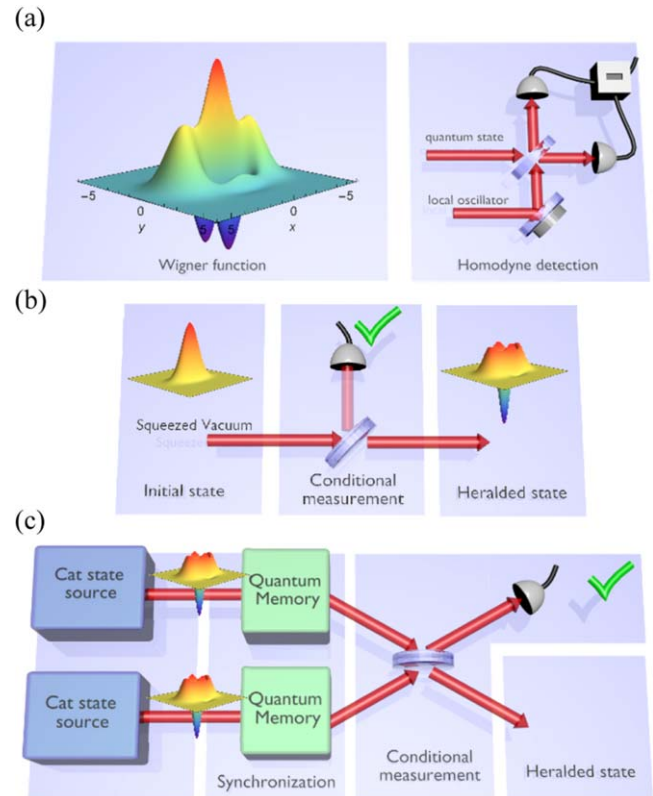 (a)
-5
0
y
5
5
0
x
-5
Wigner function
quantum state
local oscillator
Homodyne detection
(b)
Squeezed Vacuum
Initial state
Conditional
measurement
Heralded state
(c)
Cat state
source
Quantum
Memory
Cat state
source
Quantum
Memory
Synchronization
Conditional
measurement
Heralded state